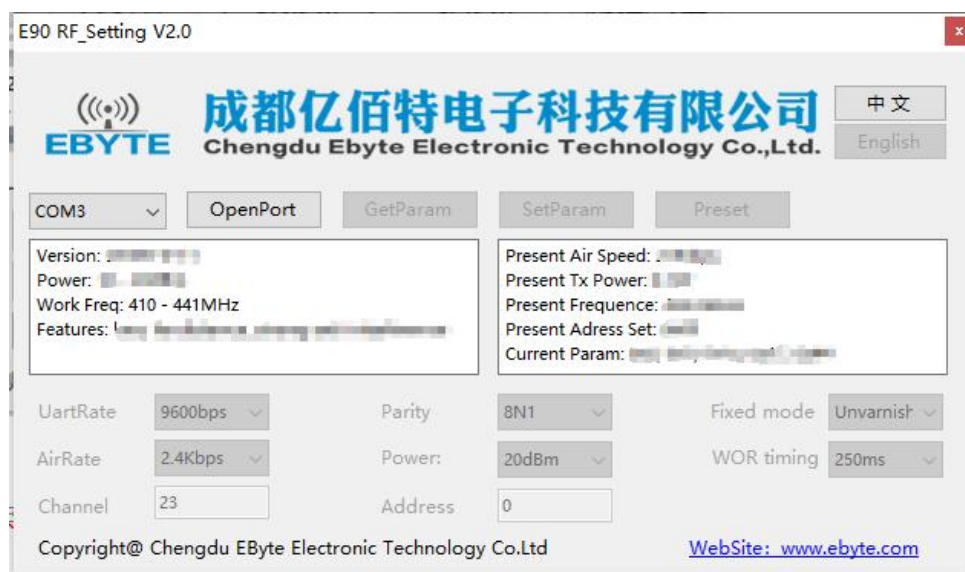 E90 RF_Setting V2.0
x
EBYTE
成都亿佰特电子科技有限公司
Chengdu Ebyte Electronic Technology Co.,Ltd.
中文
English
COM3 OpenPort GetParam SetParam Preset
Version:
Power:
Work Freq: 410 - 441MHz
Features:
Present Air Speed:
Present Tx Power:
Present Frequence:
Present Adress Set:
Current Param:
UartRate 9600bps Parity 8N1 Fixed mode Unvarnish
AirRate 2.4Kbps Power: 20dBm WOR timing 250ms
Channel 23 Address 0
Copyright@ Chengdu EByte Electronic Technology Co.Ltd WebSite: www.ebyte.com